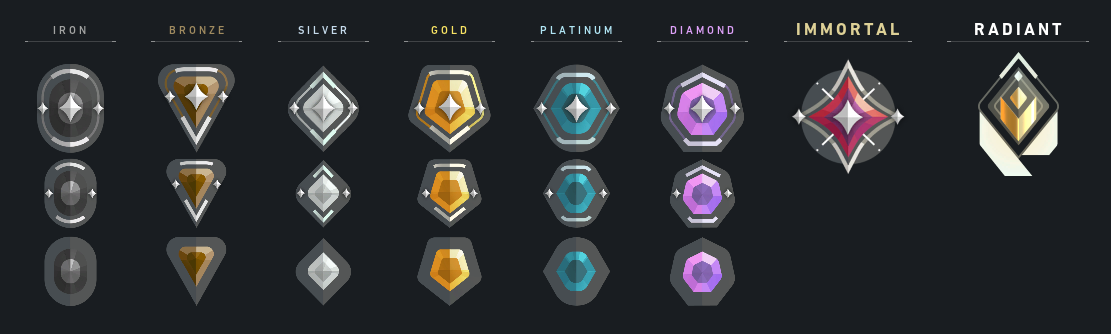 IRON
BRONZE
SILVER
GOLD
PLATINUM
DIAMOND
IMMORTAL
RADIANT